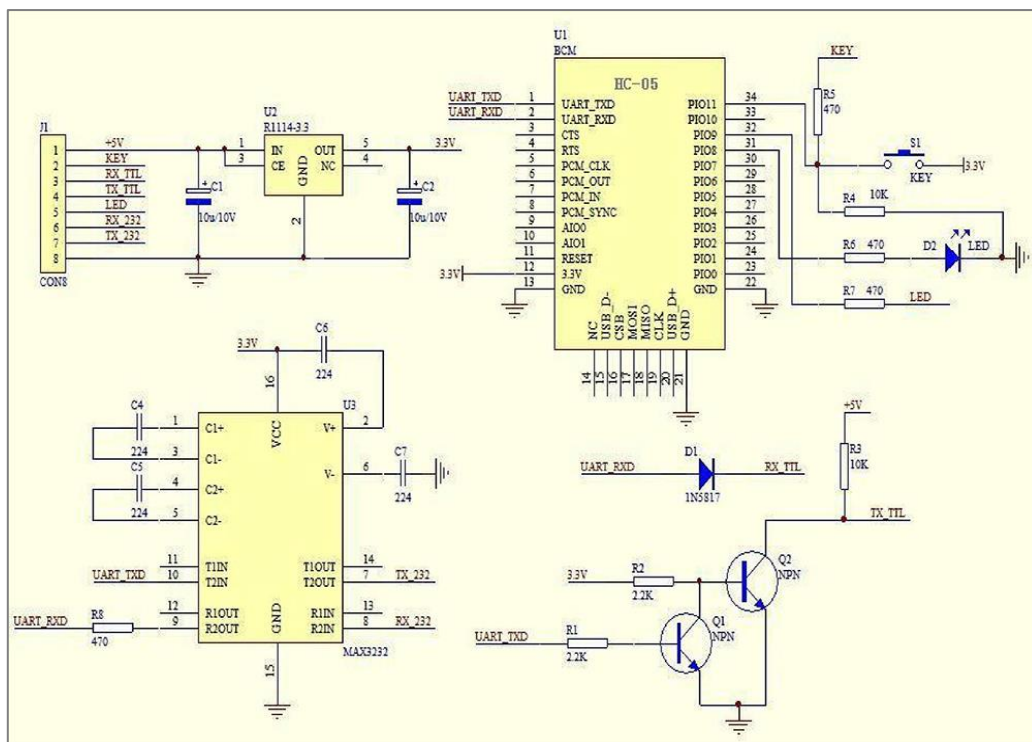 J1
1 +5V
2 KEY
3 RX_TTL
4 TX_TTL
5 LED
6 RX_232
7 TX_232
8
CON8
U2
R1114-3.3
1 IN OUT 5 3.3V
3 CE NC 4
GND
2
C1
10u/10V
C2
10u/10V
U1
BCM
HC-05
UART_TXD 1 UART_TXD PIO11 34
UART_RXD 2 UART_RXD PIO10 33
3 CTS PIO9 32
4 RTS PIO8 31
5 PCM_CLK PIO7 30
6 PCM_OUT PIO6 29
7 PCM_IN PIO5 28
8 PCM_SYNC PIO4 27
9 AIO0 PIO3 26
10 AIO1 PIO2 25
11 RESET PIO1 24
3.3V 12 3.3V PIO0 23
13 GND GND 22
NC
USB_D-
CSB
MOSI
MISO
CLK
USB_D+
GND
14
15
16
17
18
19
20
21
KEY
R5
470
S1
KEY
3.3V
R4 10K
R6 470 D2 LED
R7 470 LED
3.3V
C6
224
16
U3
C4
224
C5
224
1 C1+ VCC V+ 2
3 C1-
4 C2+ V- 6 C7
224
5 C2-
11 T1IN T1OUT 14
UART_TXD 10 T2IN T2OUT 7 TX_232
12 R1OUT R1IN 13
UART_RXD R8 9 R2OUT R2IN 8 RX_232
470
GND
MAX3232
15
UART_RXD D1 RX_TTL
1N5817
+5V
R3
10K
TX_TTL
Q2
NPN
3.3V R2
2.2K
Q1
NPN
UART_TXD R1
2.2K